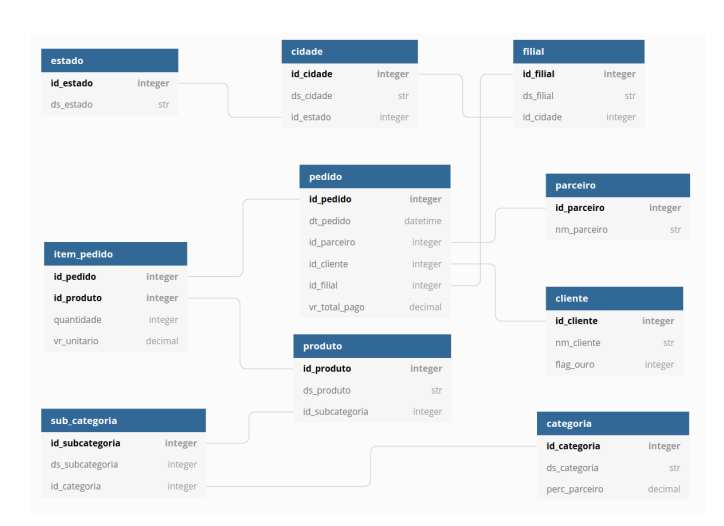 estado
id_estado integer
ds_estado str
cidade
id_cidade integer
ds_cidade str
id_estado integer
filial
id_filial integer
ds_filial str
id_cidade integer
pedido
id_pedido integer
dt_pedido datetime
id_parceiro integer
id_cliente integer
id_filial integer
vr_total_pago decimal
parceiro
id_parceiro integer
nm_parceiro str
item_pedido
id_pedido integer
id_produto integer
quantidade integer
vr_unitario decimal
cliente
id_cliente integer
nm_cliente str
flag_ouro integer
produto
id_produto integer
ds_produto str
id_subcategoria integer
sub_categoria
id_subcategoria integer
ds_subcategoria integer
id_categoria integer
categoria
id_categoria integer
ds_categoria str
perc_parceiro decimal